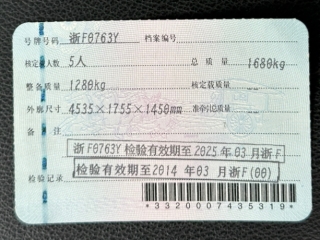 号牌号码 浙F0763Y 档案编号
核定载人数 5人 总质量 1680kg
整备质量 1280kg 核定载质量 --
外廓尺寸 4535×1755×1450mm 准牵引总质量 --
备注
浙F0763Y 检验有效期至2025年03月浙F
检验有效期至2014年03月浙F(00)
检验记录
*3320007435319*